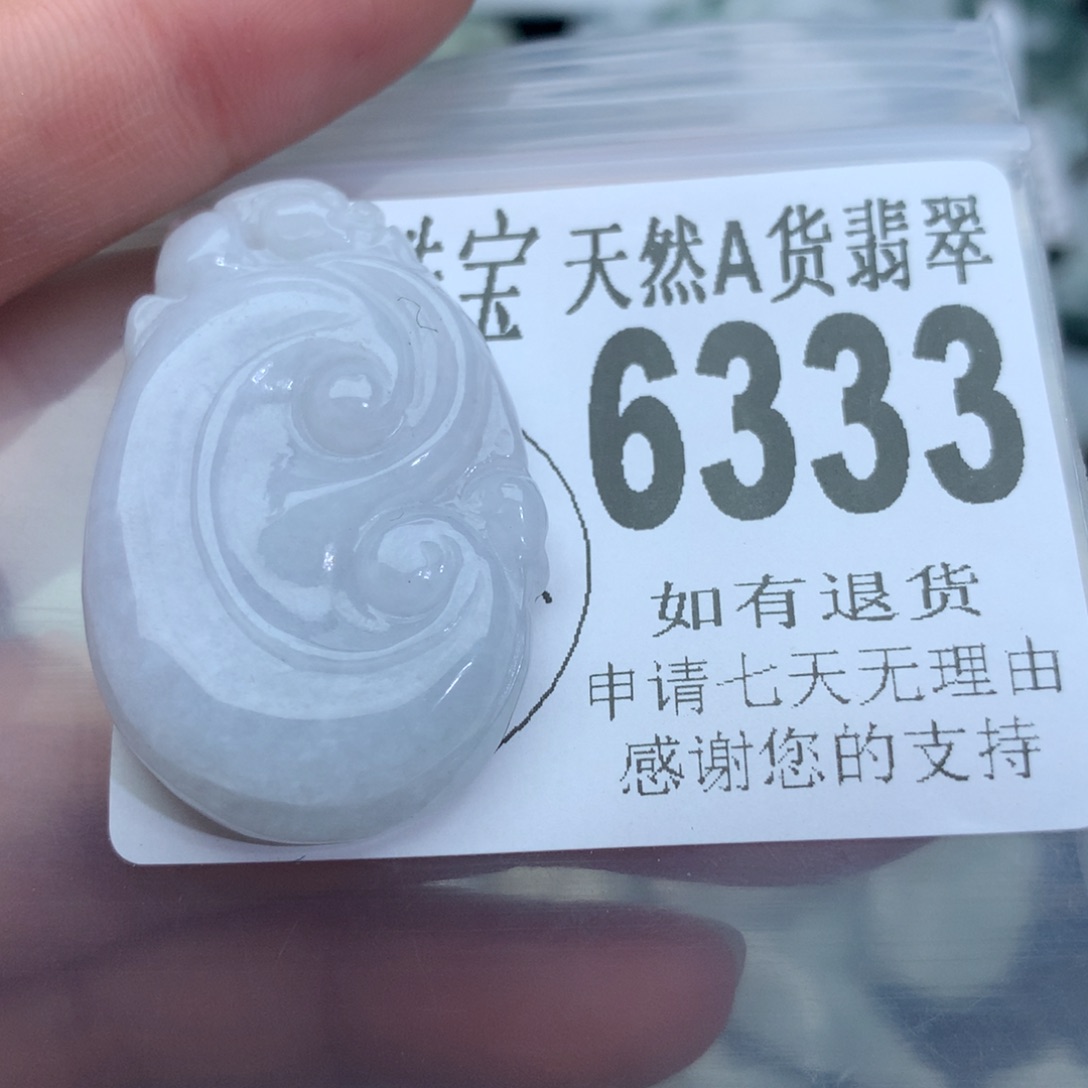 宝 天然A货翡翠
6333
如有退货
申请七天无理由
感谢您的支持